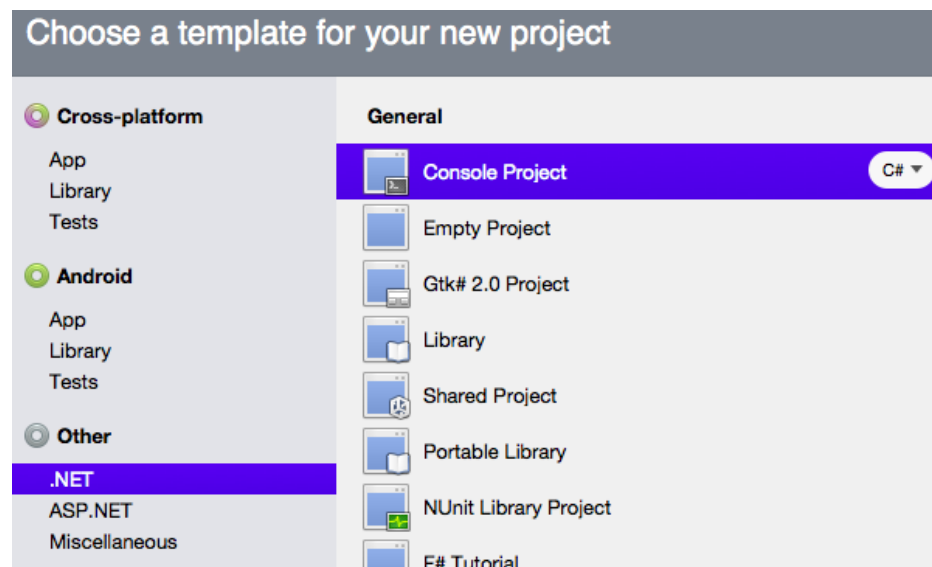 Choose a template for your new project
Cross-platform
App
Library
Tests
Android
App
Library
Tests
Other
.NET
ASP.NET
Miscellaneous
General
Console Project
C#
Empty Project
Gtk# 2.0 Project
Library
Shared Project
Portable Library
NUnit Library Project
F# Tutorial